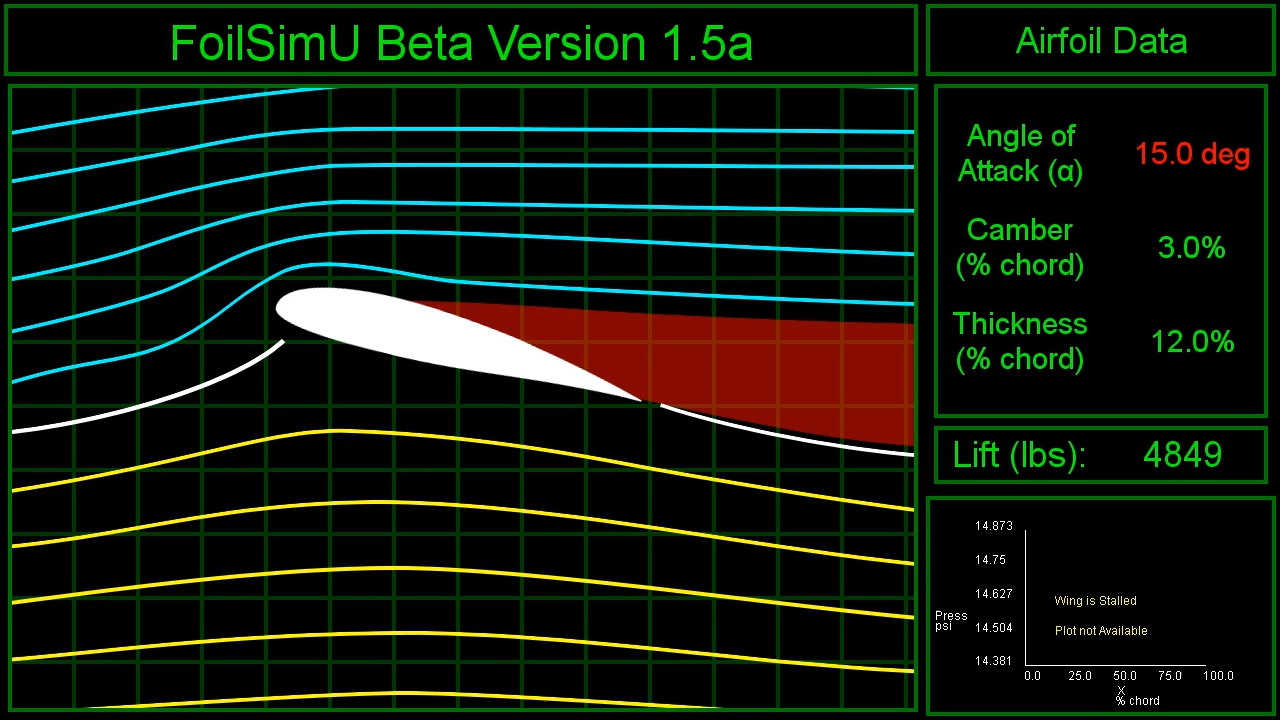 FoilSimU Beta Version 1.5a
Airfoil Data
Angle of
Attack (α)
15.0 deg
Camber
(% chord)
3.0%
Thickness
(% chord)
12.0%
Lift (lbs): 4849
14.873
14.75
14.627
14.504
14.381
Press
psi
Wing is Stalled
Plot not Available
0.0 25.0 50.0 75.0 100.0
X
% chord